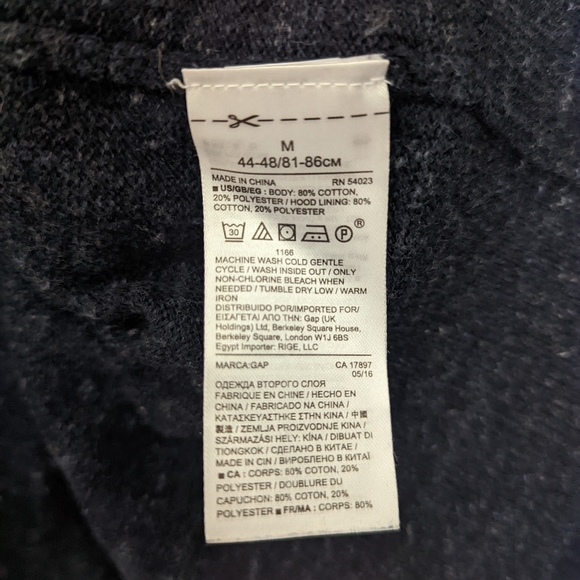 M
44-48/81-86CM
MADE IN CHINA RN 54023
■ US/GB/EG : BODY: 80% COTTON,
20% POLYESTER / HOOD LINING: 80%
COTTON, 20% POLYESTER
30 P ®
1166
MACHINE WASH COLD GENTLE
CYCLE / WASH INSIDE OUT / ONLY
NON-CHLORINE BLEACH WHEN
NEEDED / TUMBLE DRY LOW / WARM
IRON
DISTRIBUIDO POR/IMPORTED FOR/
ΕΙΣΑΓΕΤΑΙ ΑΠΟ ΤΗΝ: Gap (UK
Holdings) Ltd, Berkeley Square House,
Berkeley Square, London W1J 6BS
Egypt Importer: RIGE, LLC
MARCA:GAP CA 17897
05/16
ОДЕЖДА ВТОРОГО СЛОЯ
FABRIQUE EN CHINE / HECHO EN
CHINA / FABRICADO NA CHINA /
ΚΑΤΑΣΚΕΥΑΣΤΗΚΕ ΣΤΗΝ ΚΙΝΑ / 中國
製造 / ZEMLJA PROIZVODNJE KINA /
SZÁRMAZÁSI HELY: KÍNA / DIBUAT DI
TIONGKOK / СДЕЛАНО В КИТАЕ /
MADE IN CIN / ВИРОБЛЕНО В КИТАЇ
■ CA : CORPS: 80% COTON, 20%
POLYESTER / DOUBLURE DU
CAPUCHON: 80% COTON, 20%
POLYESTER ■ FR/MA : CORPS: 80%